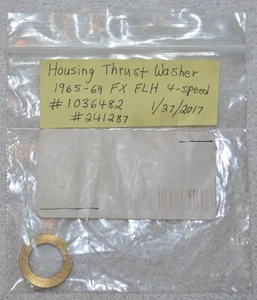 Housing Thrust Washer
1965-69 FX FLH 4-speed
#1036482 1/27/2017
#241287